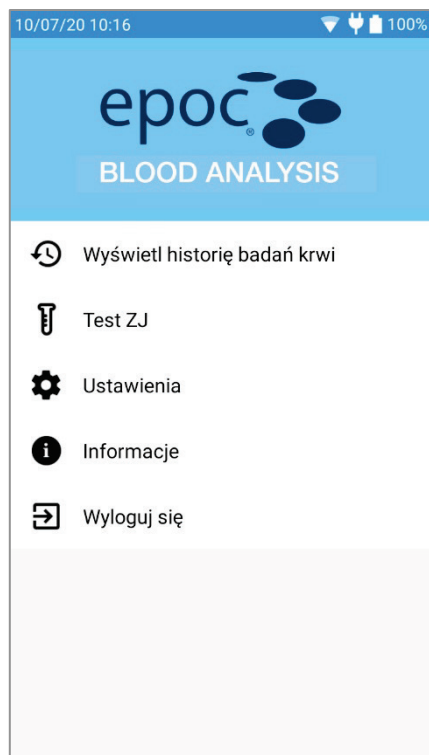 10/07/20 10:16 100%
epoc®
BLOOD ANALYSIS
Wyświetl historię badań krwi
Test ZJ
Ustawienia
Informacje
Wyloguj się